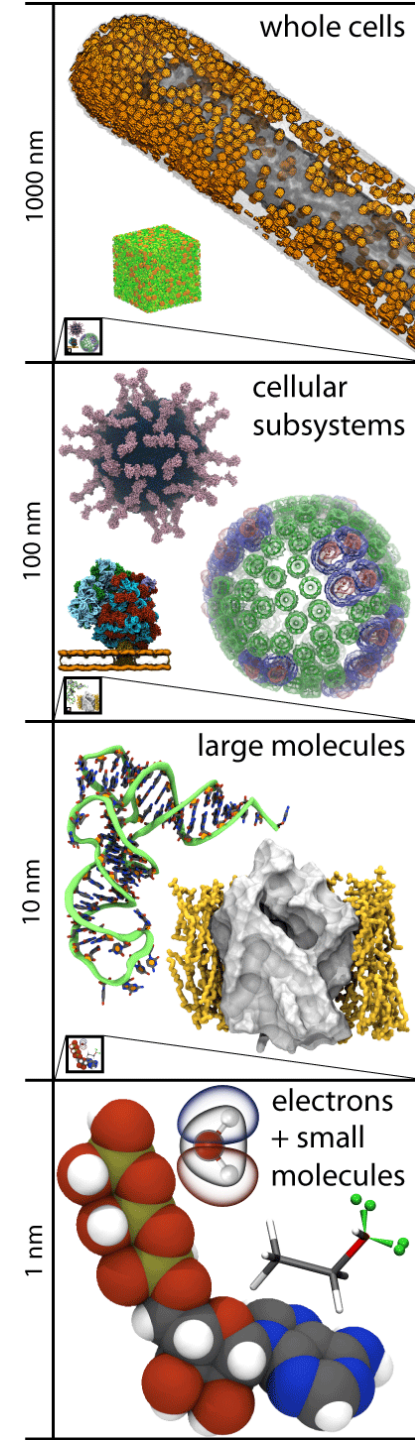 whole cells
1000 nm
cellular
subsystems
100 nm
large molecules
10 nm
electrons
+ small
molecules
1 nm